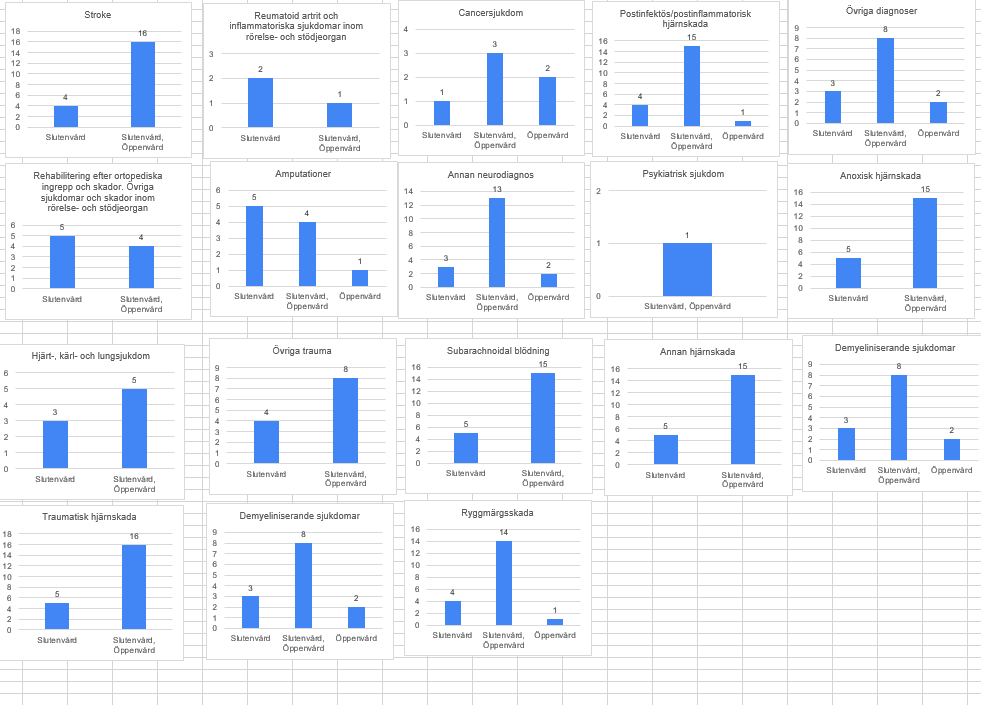 Stroke
18
16
14
12
10
8
6
4
2
0
4
16
Slutenvård
Slutenvård,
Öppenvård
Reumatoid artrit och
inflammatoriska sjukdomar inom
rörelse- och stödjeorgan
3
2
1
0
2
1
Slutenvård
Slutenvård,
Öppenvård
Cancersjukdom
4
3
2
1
0
1
3
2
Slutenvård
Slutenvård,
Öppenvård
Öppenvård
Postinfektös/postinflammatorisk
hjärnskada
16
14
12
10
8
6
4
2
0
4
15
1
Slutenvård
Slutenvård,
Öppenvård
Öppenvård
Övriga diagnoser
9
8
7
6
5
4
3
2
1
0
3
8
2
Slutenvård
Slutenvård,
Öppenvård
Öppenvård
Rehabilitering efter ortopediska
ingrepp och skador. Övriga
sjukdomar och skador inom
rörelse- och stödjeorgan
6
5
4
3
2
1
0
5
4
Slutenvård
Slutenvård,
Öppenvård
Amputationer
6
5
4
3
2
1
0
5
4
1
Slutenvård
Slutenvård,
Öppenvård
Öppenvård
Annan neurodiagnos
14
12
10
8
6
4
2
0
3
13
2
Slutenvård
Slutenvård,
Öppenvård
Öppenvård
Psykiatrisk sjukdom
2
1
0
1
Slutenvård, Öppenvård
Anoxisk hjärnskada
16
14
12
10
8
6
4
2
0
5
15
Slutenvård
Slutenvård,
Öppenvård
Hjärt-, kärl- och lungsjukdom
6
5
4
3
2
1
0
3
5
Slutenvård
Slutenvård,
Öppenvård
Övriga trauma
9
8
7
6
5
4
3
2
1
0
4
8
Slutenvård
Slutenvård,
Öppenvård
Subarachnoidal blödning
16
14
12
10
8
6
4
2
0
5
15
Slutenvård
Slutenvård,
Öppenvård
Annan hjärnskada
16
14
12
10
8
6
4
2
0
5
15
Slutenvård
Slutenvård,
Öppenvård
Demyeliniserande sjukdomar
9
8
7
6
5
4
3
2
1
0
3
8
2
Slutenvård
Slutenvård,
Öppenvård
Öppenvård
Traumatisk hjärnskada
18
16
14
12
10
8
6
4
2
0
5
16
Slutenvård
Slutenvård,
Öppenvård
Demyeliniserande sjukdomar
9
8
7
6
5
4
3
2
1
0
3
8
2
Slutenvård
Slutenvård,
Öppenvård
Öppenvård
Ryggmärgsskada
16
14
12
10
8
6
4
2
0
4
14
1
Slutenvård
Slutenvård,
Öppenvård
Öppenvård